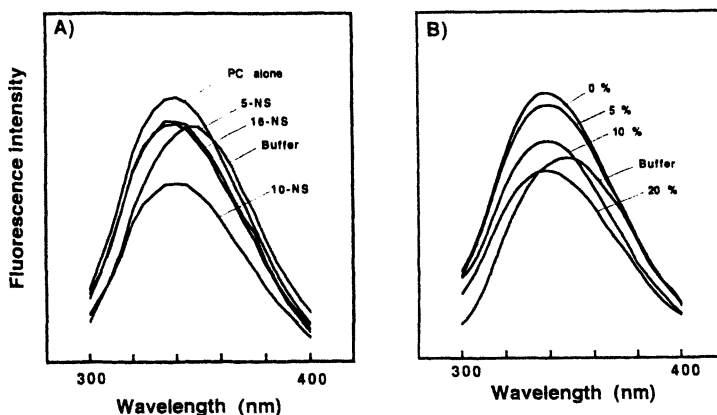 A)
PC alone
5-NS
16-NS
Buffer
10-NS
Fluorescence intensity
300
400
Wavelength (nm)
B)
0 %
5 %
10 %
Buffer
20 %
300
400
Wavelength (nm)